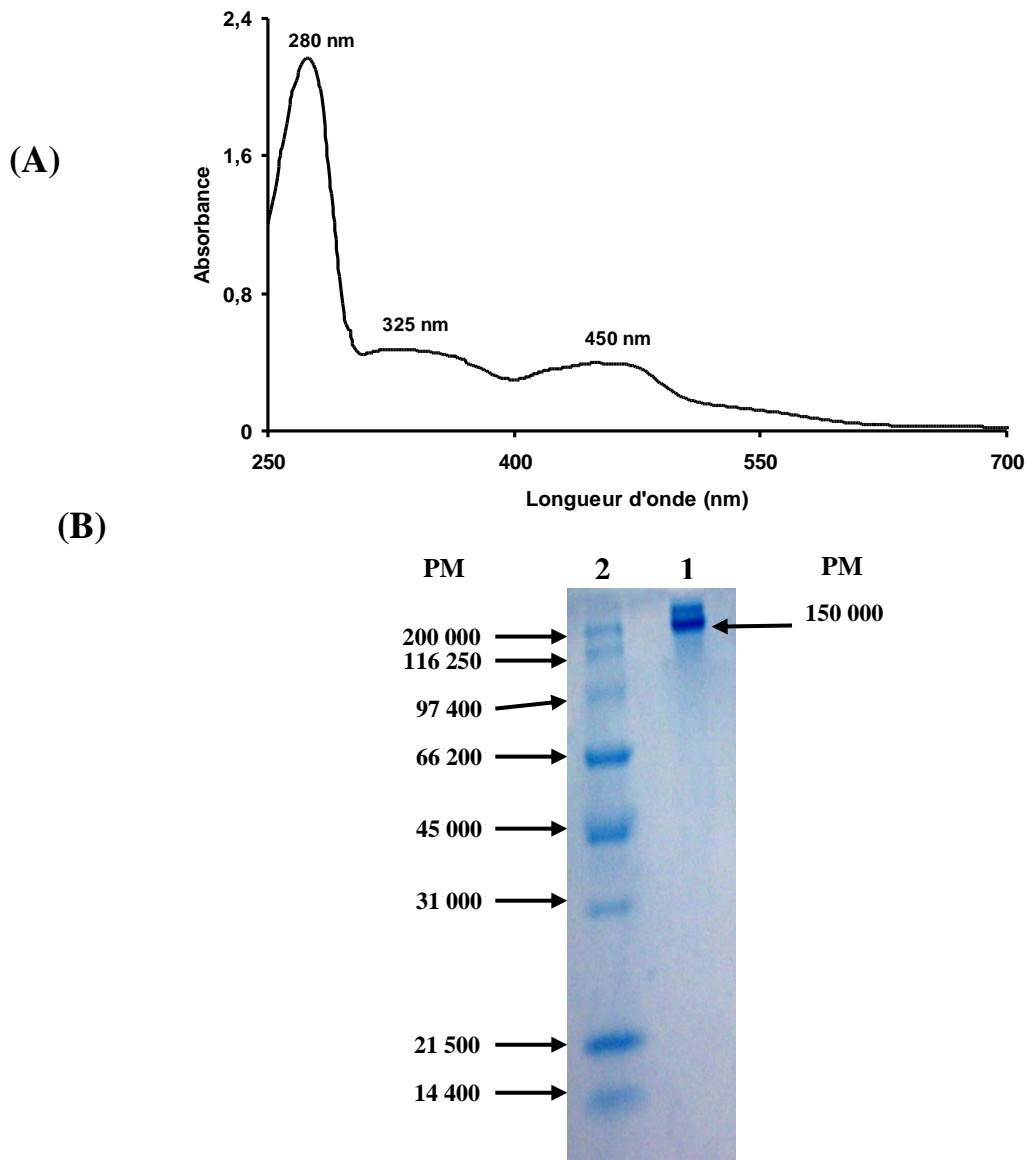 (A)
2,4
1,6
0,8
0
Absorbance
280 nm
325 nm
450 nm
250 400 550 700
Longueur d'onde (nm)
(B)
PM 2 1 PM
150 000
200 000
116 250
97 400
66 200
45 000
31 000
21 500
14 400